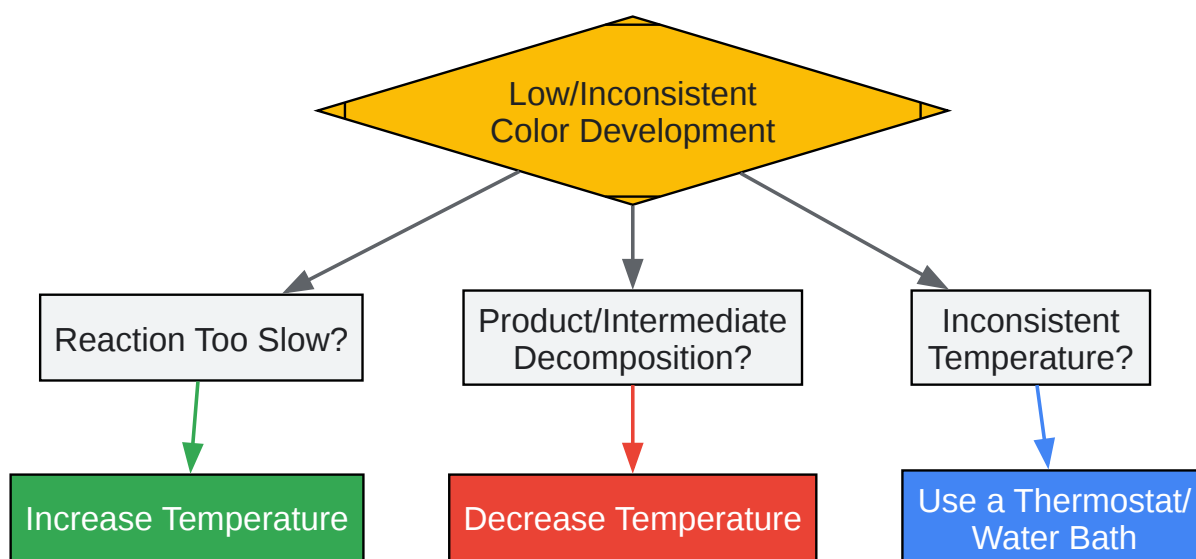 Low/Inconsistent
Color Development
Reaction Too Slow?
Product/Intermediate
Decomposition?
Inconsistent
Temperature?
Increase Temperature
Decrease Temperature
Use a Thermostat/
Water Bath